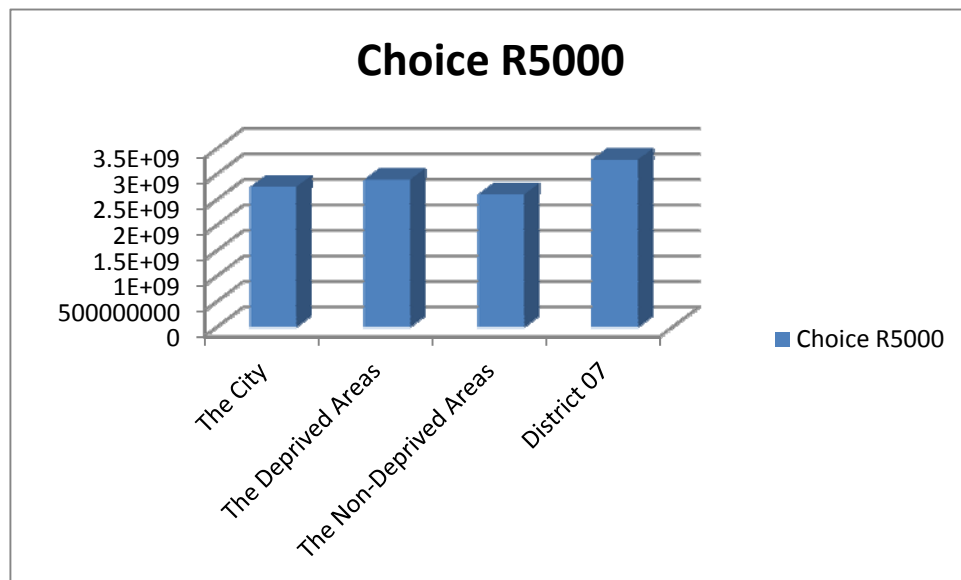 Choice R5000
3.5E+09
3E+09
2.5E+09
2E+09
1.5E+09
1E+09
500000000
0
The City
The Deprived Areas
The Non-Deprived Areas
District 07
Choice R5000